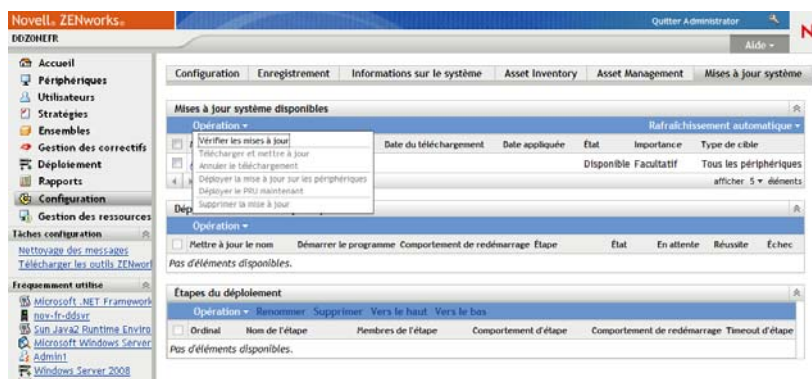 Novell® ZENworks®
Quitter Administrator
N
DDZONEFR
Aide
Accueil
Périphériques
Utilisateurs
Stratégies
Ensembles
Gestion des correctifs
Déploiement
Rapports
Configuration
Gestion des ressources
Tâches configuration
Nettoyage des messages
Télécharger les outils ZENworl
Fréquemment utilisé
Microsoft .NET Framework
nov-fr-ddsvr
Sun Java2 Runtime Enviro
Microsoft Windows Server
Admin1
Windows Server 2008
Configuration Enregistrement Informations sur le système Asset Inventory Asset Management Mises à jour système
Mises à jour système disponibles
Opération Rafraîchissement automatique
Vérifier les mises à jour
Télécharger et mettre à jour
Annuler le téléchargement
Déployer la mise à jour sur les périphériques
Déployer le PRU maintenant
Supprimer la mise à jour
Date du téléchargement Date appliquée État Importance Type de cible
Disponible Facultatif Tous les périphériques
afficher 5 éléments
Dép
Opération
Mettre à jour le nom Démarrer le programme Comportement de redémarrage Étape État En attente Réussite Échec
Pas d'éléments disponibles.
Étapes du déploiement
Opération Renommer Supprimer Vers le haut Vers le bas
Ordinal Nom de l'étape Membres de l'étape Comportement d'étape Comportement de redémarrage Timeout d'étape
Pas d'éléments disponibles.